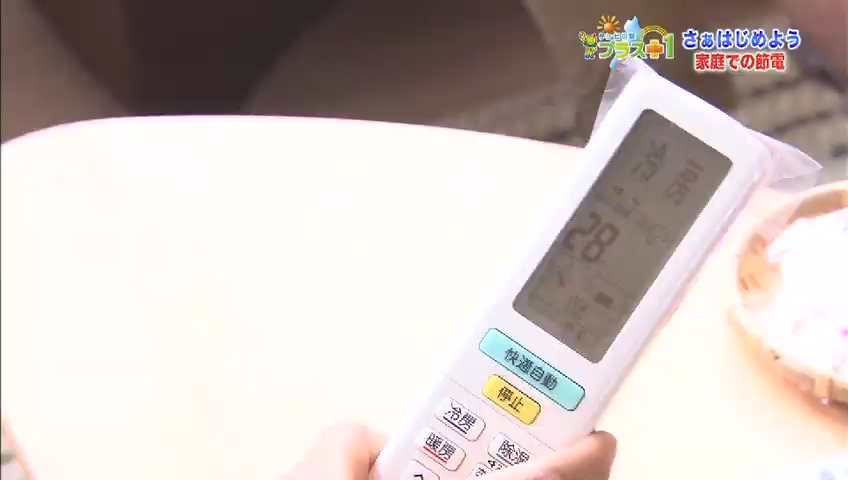 プラス+1
さぁはじめよう
家庭での節電
冷房
28
快適自動
停止
冷房
除湿
暖房